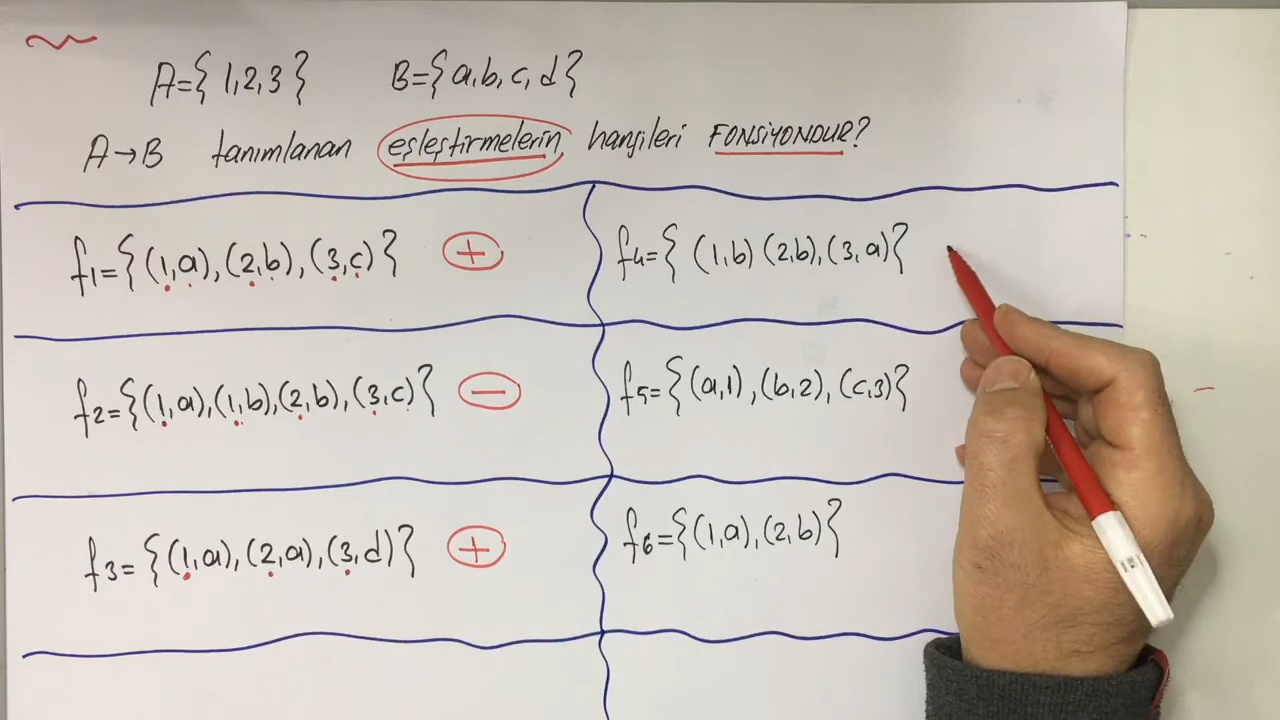 A={1,2,3} B={a,b,c,d}
A→B tanımlanan eşleştirmelerin hangileri FONSİYONDUR?
f1={(1,a),(2,b),(3,c)} +
f2={(1,a),(1,b),(2,b),(3,c)} −
f3={(1,a),(2,a),(3,d)} +
f4={(1,b)(2,b),(3,a)}
f5={(a,1),(b,2),(c,3)}
f6={(1,a),(2,b)}